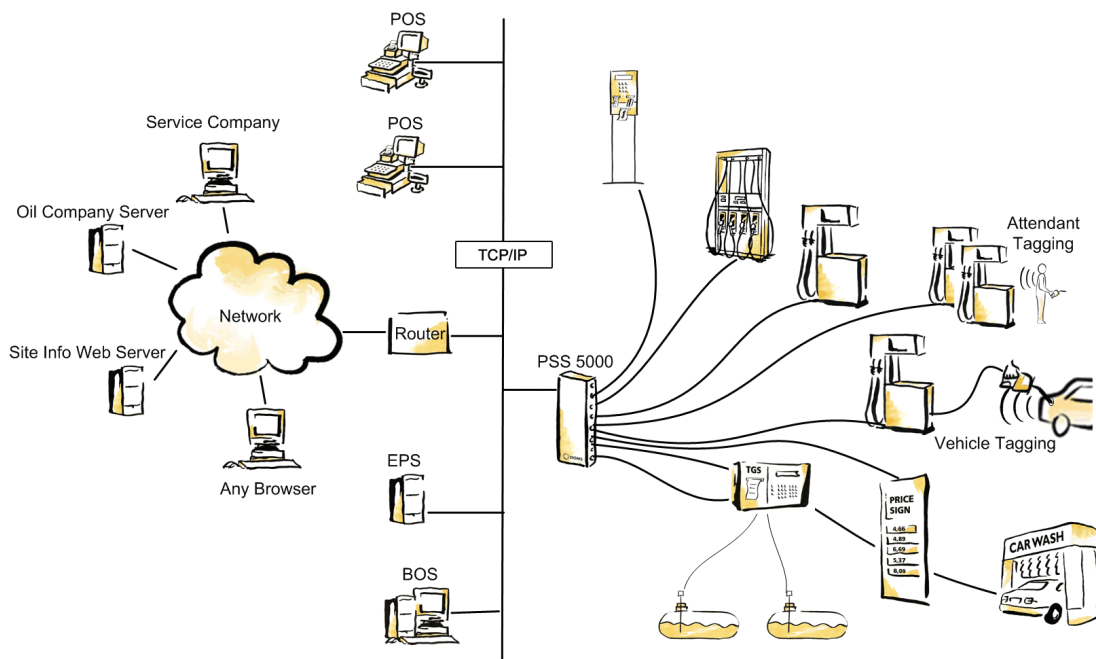 POS
POS
Service Company
Oil Company Server
Network
Site Info Web Server
Any Browser
Router
TCP/IP
EPS
BOS
PSS 5000
DOMS
Attendant
Tagging
Vehicle Tagging
TGS
PRICE
SIGN
4.66
4.89
6.69
5.37
8.09
CAR WASH